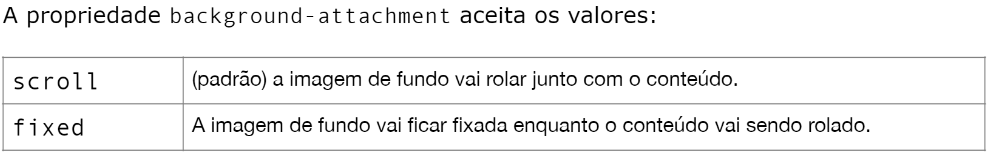 A propriedade background-attachment aceita os valores:
scroll (padrão) a imagem de fundo vai rolar junto com o conteúdo.
fixed A imagem de fundo vai ficar fixada enquanto o conteúdo vai sendo rolado.